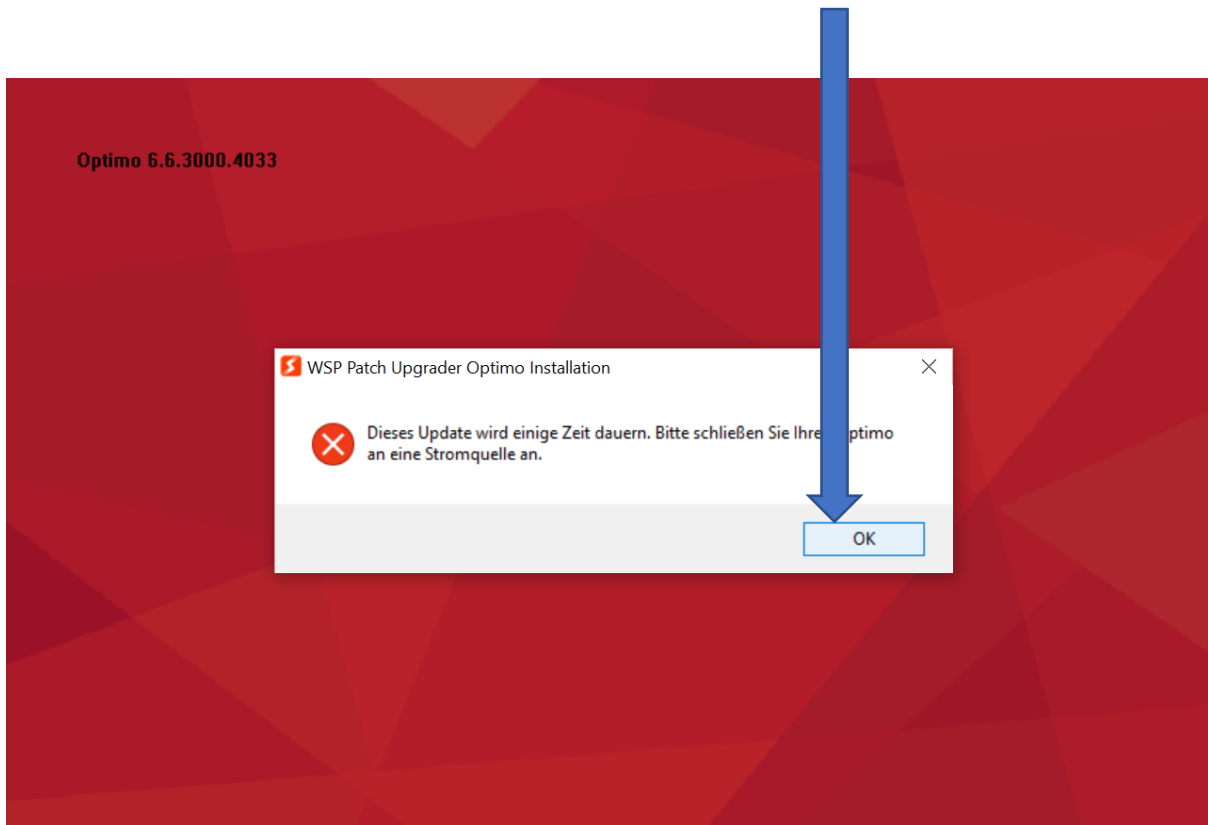 Optimo 6.6.3000.4033
WSP Patch Upgrader Optimo Installation
Dieses Update wird einige Zeit dauern. Bitte schließen Sie
an eine Stromquelle an.
OK